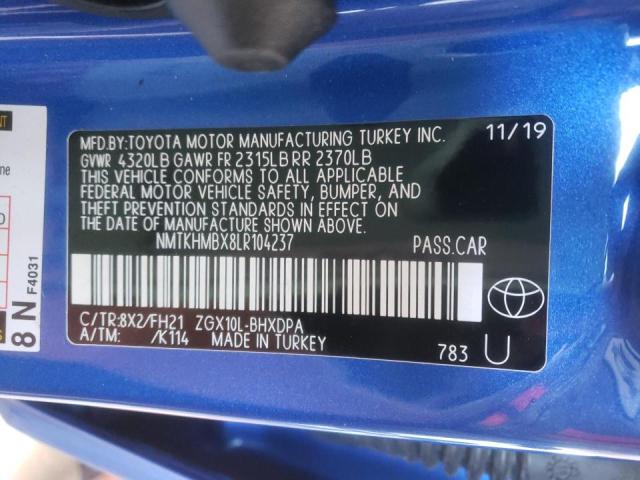 MFD.BY:TOYOTA MOTOR MANUFACTURING TURKEY INC. 11/19
GVWR 4320LB GAWR FR 2315LB RR 2370LB
THIS VEHICLE CONFORMS TO ALL APPLICABLE
FEDERAL MOTOR VEHICLE SAFETY, BUMPER, AND
THEFT PREVENTION STANDARDS IN EFFECT ON
THE DATE OF MANUFACTURE SHOWN ABOVE.
NMTKHMBX8LR104237 PASS.CAR
C/TR:8X2/FH21 ZGX10L-BHXDPA
A/TM: /K114 MADE IN TURKEY 783 U
8 N F4031